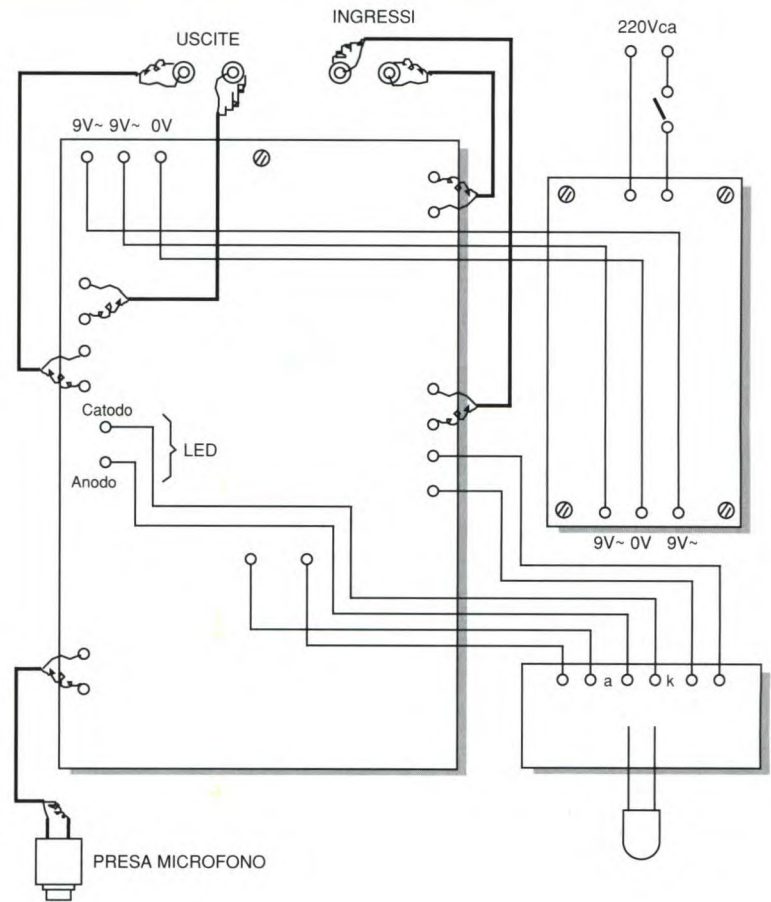 INGRESSI
USCITE
220Vca
9V~ 9V~ 0V
Catodo
LED
Anodo
9V~ 0V 9V~
a k
PRESA MICROFONO